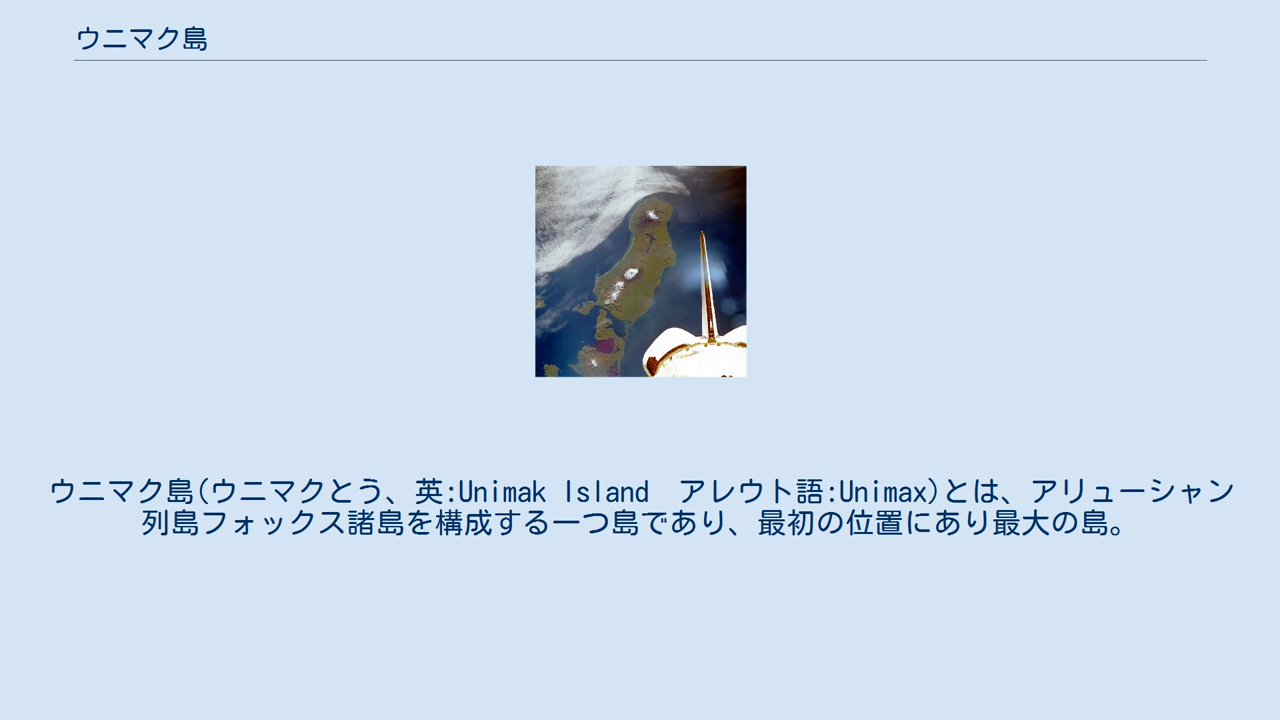 ウニマク島
ウニマク島(ウニマクとう、英:Unimak Island　アレウト語:Unimax)とは、アリューシャン
列島フォックス諸島を構成する一つ島であり、最初の位置にあり最大の島。